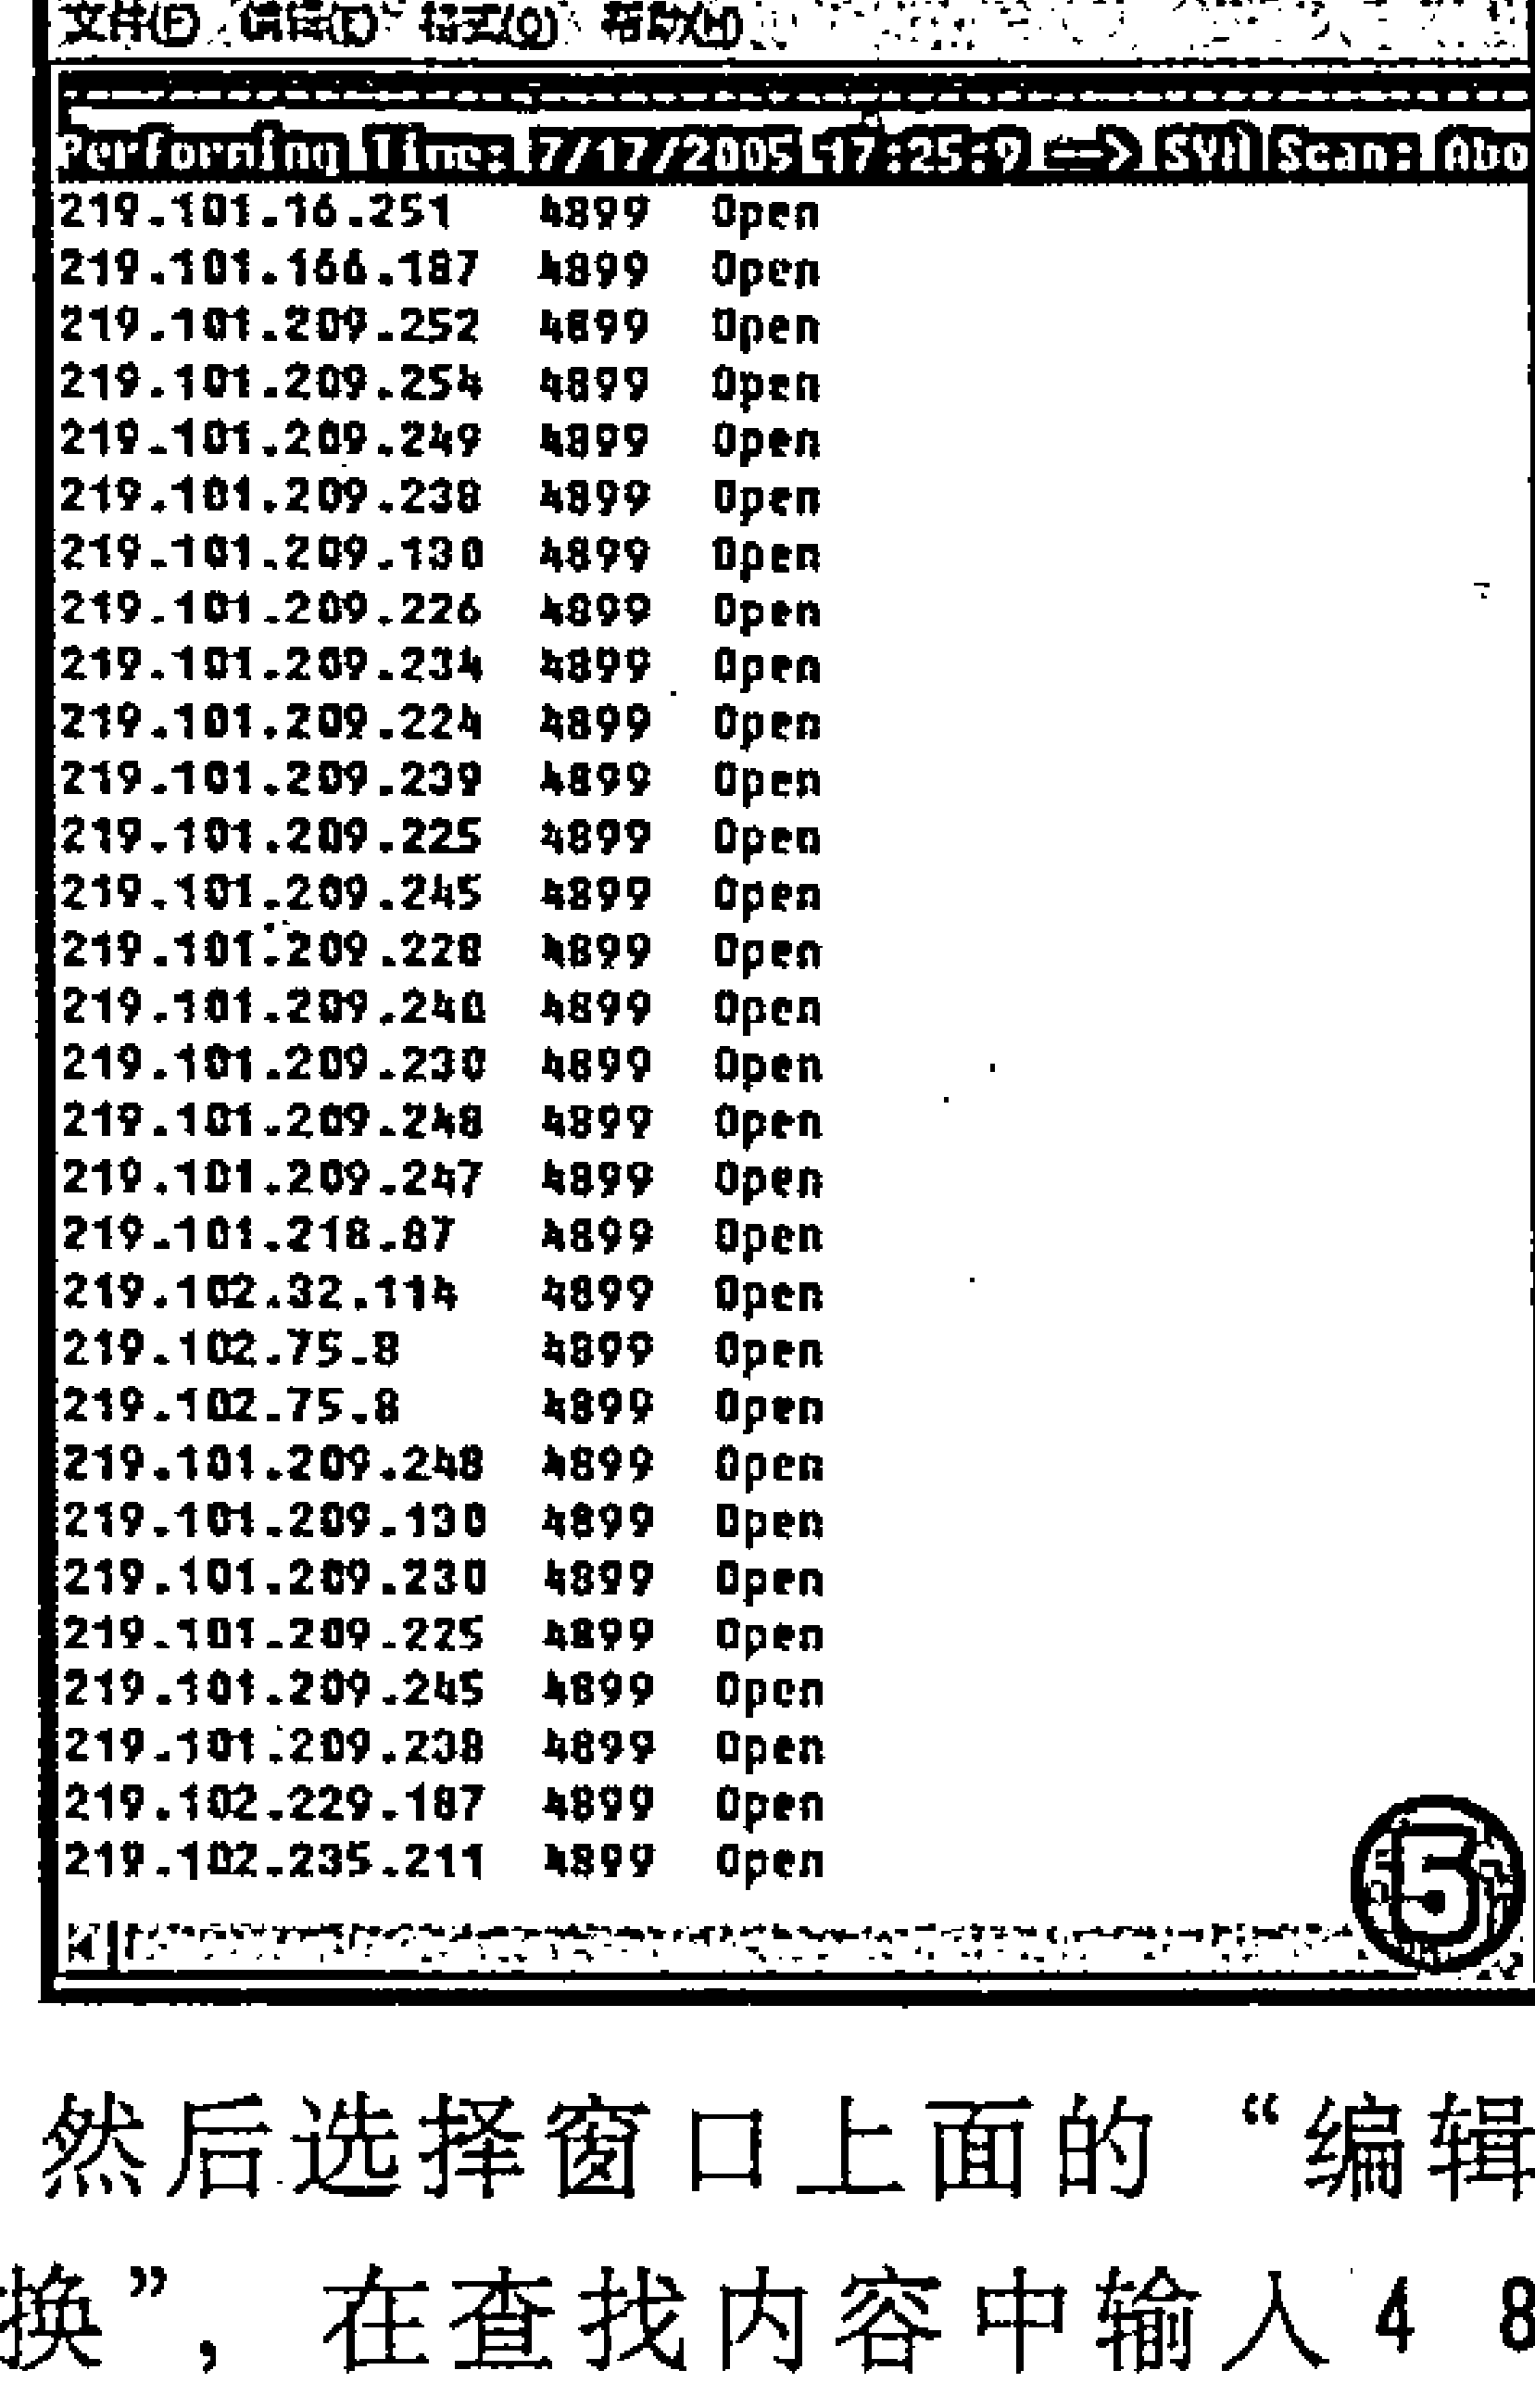 文件(F) 编辑(E) 格式(O) 帮助(H)
Performing Time: 7/17/2005 17:25:9 --> SYN Scan: Abo
219.101.16.251 4899 Open
219.101.166.187 4899 Open
219.101.209.252 4899 Open
219.101.209.254 4899 Open
219.101.209.249 4899 Open
219.101.209.238 4899 Open
219.101.209.130 4899 Open
219.101.209.226 4899 Open
219.101.209.234 4899 Open
219.101.209.224 4899 Open
219.101.209.239 4899 Open
219.101.209.225 4899 Open
219.101.209.245 4899 Open
219.101.209.228 4899 Open
219.101.209.240 4899 Open
219.101.209.230 4899 Open
219.101.209.248 4899 Open
219.101.209.247 4899 Open
219.101.218.87 4899 Open
219.102.32.114 4899 Open
219.102.75.8 4899 Open
219.102.75.8 4899 Open
219.101.209.248 4899 Open
219.101.209.130 4899 Open
219.101.209.230 4899 Open
219.101.209.225 4899 Open
219.101.209.245 4899 Open
219.101.209.238 4899 Open
219.102.229.187 4899 Open
219.102.235.211 4899 Open
5
然后选择窗口上面的“编辑
换”，在查找内容中输入4 8